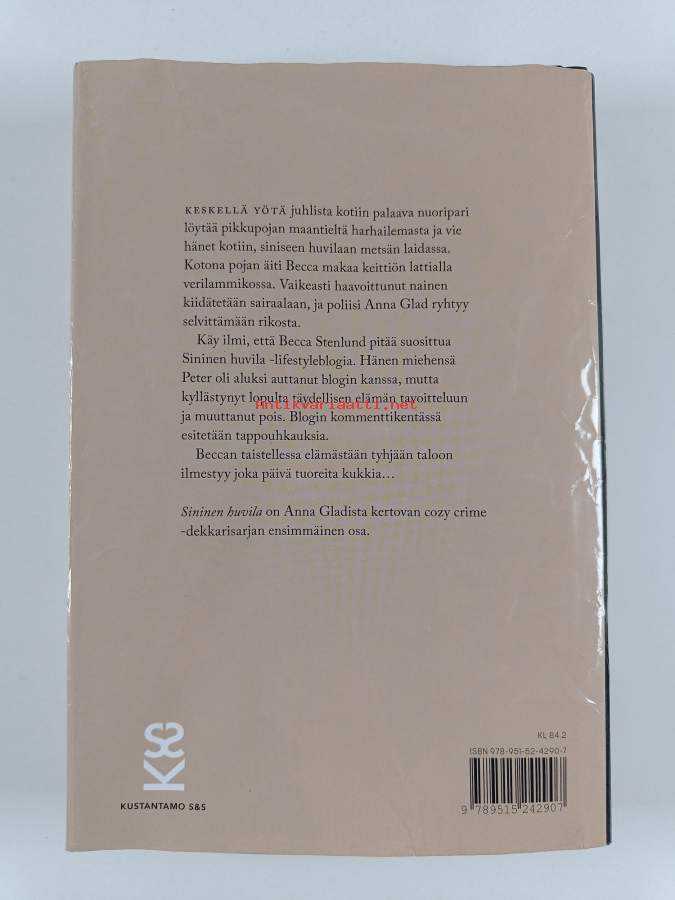 KESKELLÄ YÖTÄ juhlista kotiin palaava nuoripari
löytää pikkupojan maantieltä harhailemasta ja vie
hänet kotiin, siniseen huvilaan metsän laidassa.
Kotona pojan äiti Becca makaa keittiön lattialla
verilammikossa. Vaikeasti haavoittunut nainen
kiidätetään sairaalaan, ja poliisi Anna Glad ryhtyy
selvittämään rikosta.
Käy ilmi, että Becca Stenlund pitää suosittua
Sininen huvila -lifestyleblogia. Hänen miehensä
Peter oli aluksi auttanut blogin kanssa, mutta
kyllästynyt lopulta täydellisen elämän tavoitteluun
Antikvariaatti.net
ja muuttanut pois. Blogin kommenttikentässä
esitetään tappouhkauksia.
Beccan taistellessa elämästään tyhjään taloon
ilmestyy joka päivä tuoreita kukkia...
Sininen huvila on Anna Gladista kertovan cozy crime
-dekkarisarjan ensimmäinen osa.
KSS
KUSTANTAMO S&S
KL 84.2
ISBN 978-951-52-4290-7
9 789515 242907